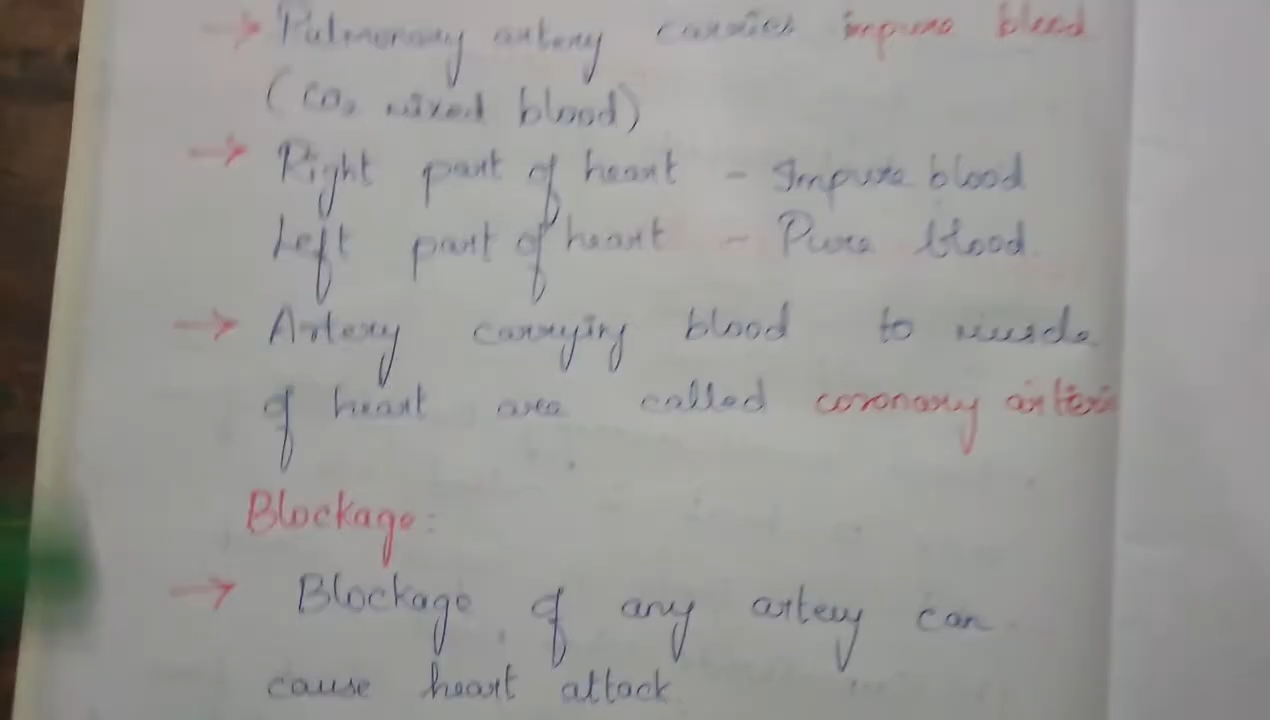 → Pulmonary artery carries impure blood
(CO₂ mixed blood)
→ Right part of heart - Impure blood
Left part of heart - Pure blood
→ Artery carrying blood to muscle
of heart are called coronary arteries
Blockage:
→ Blockage of any artery can
cause heart attack